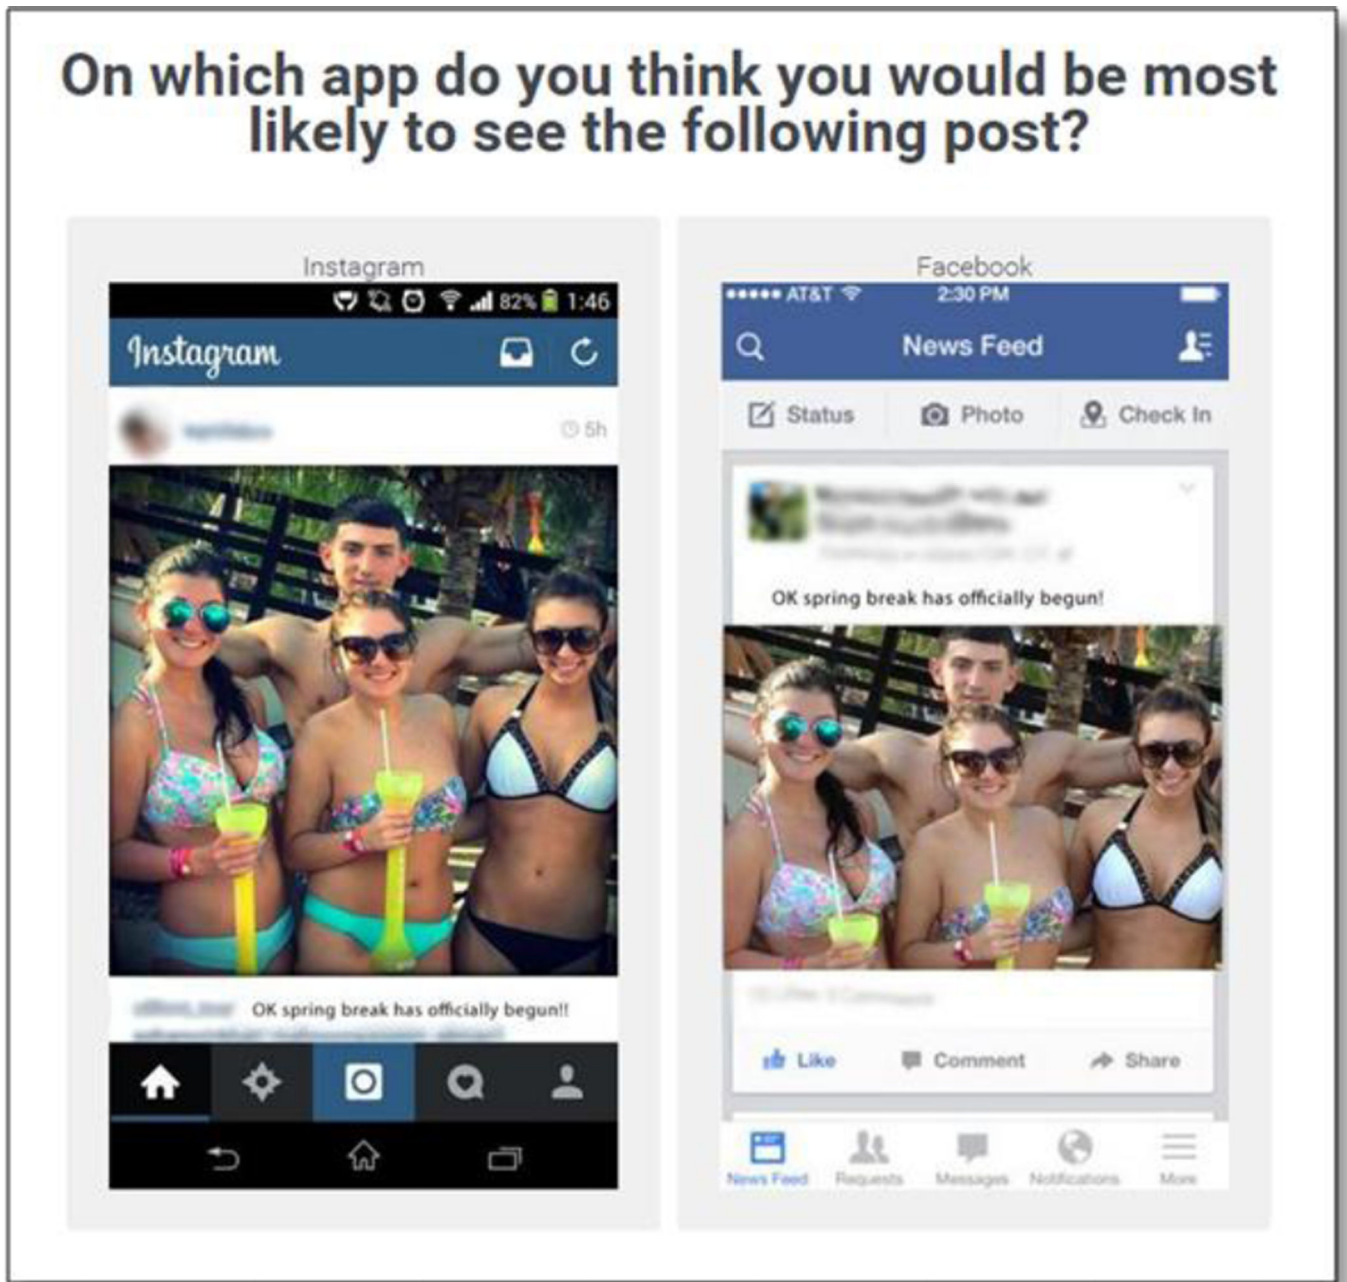 On which app do you think you would be most
likely to see the following post?
Instagram
82% 1:46
Instagram
5h
OK spring break has officially begun!!
Facebook
AT&T 2:30 PM
News Feed
Status Photo Check In
OK spring break has officially begun!
Like Comment Share
News Feed Requests Messages Notifications More